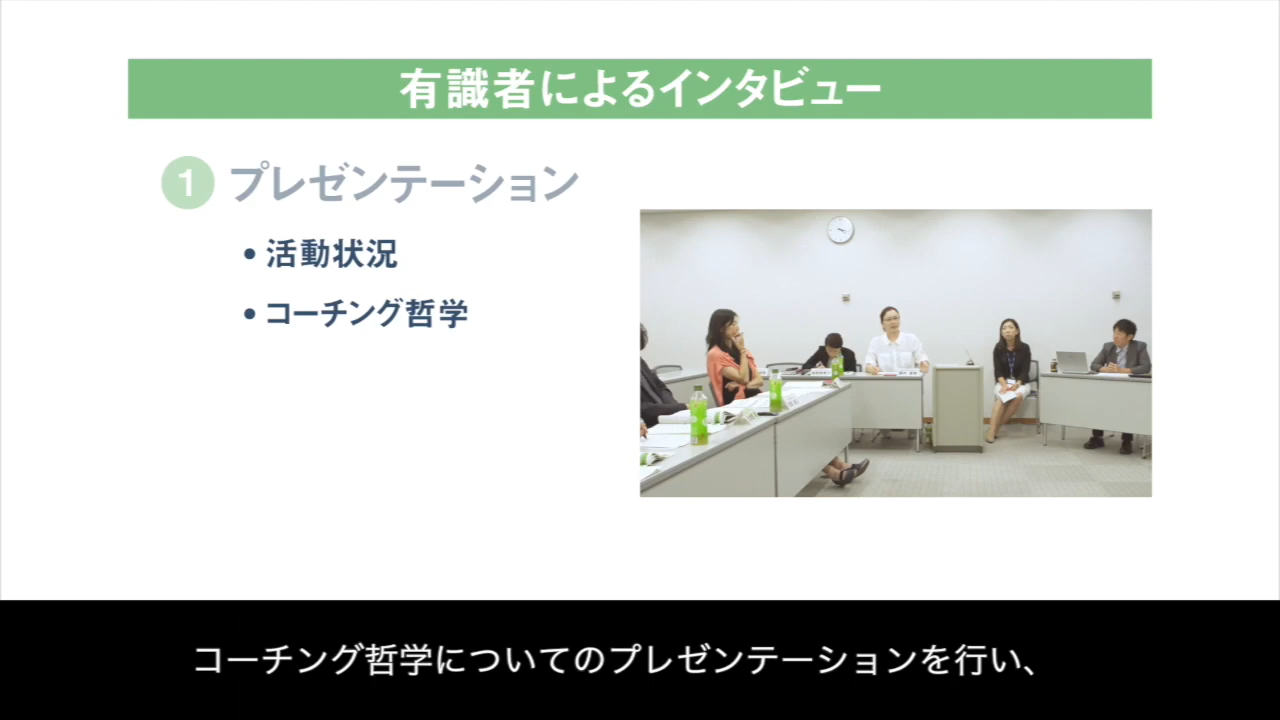 有識者によるインタビュー
1 プレゼンテーション
• 活動状況
• コーチング哲学
コーチング哲学についてのプレゼンテーションを行い、